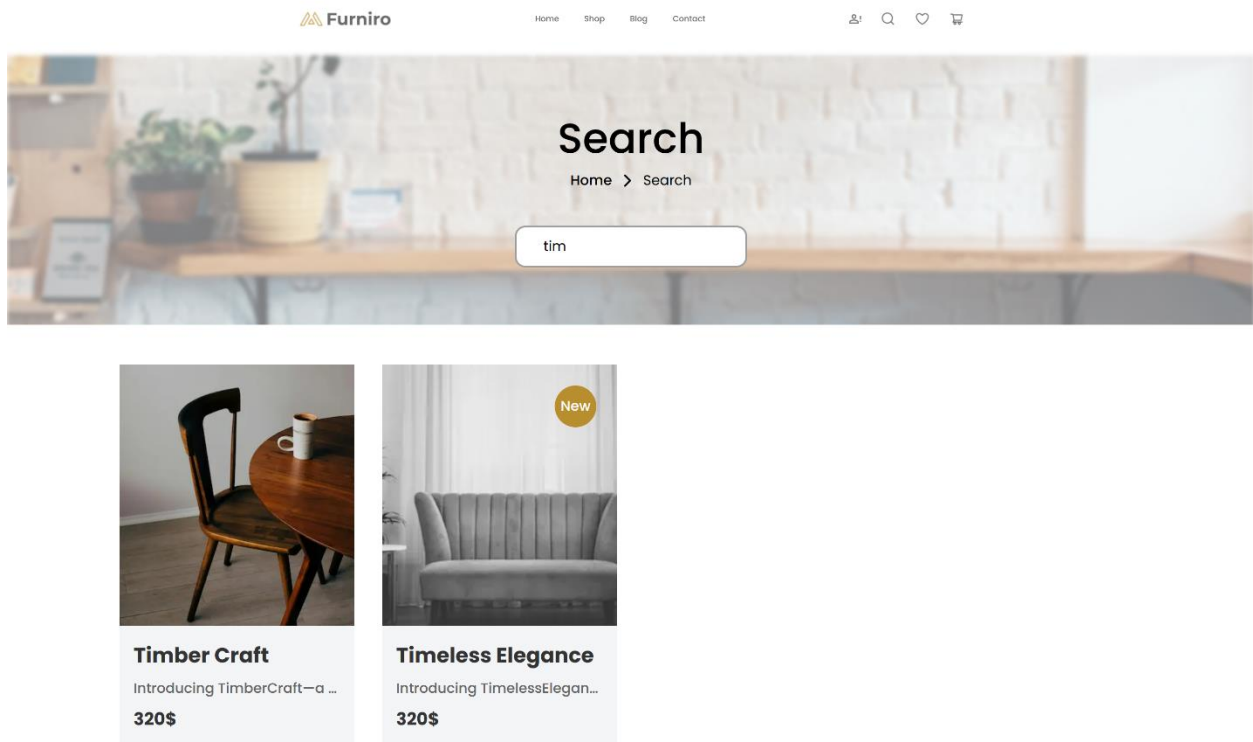 Furniro
Home Shop Blog Contact
Search
Home > Search
tim
New
Timber Craft
Introducing TimberCraft—a ...
320$
Timeless Elegance
Introducing TimelessElegan...
320$